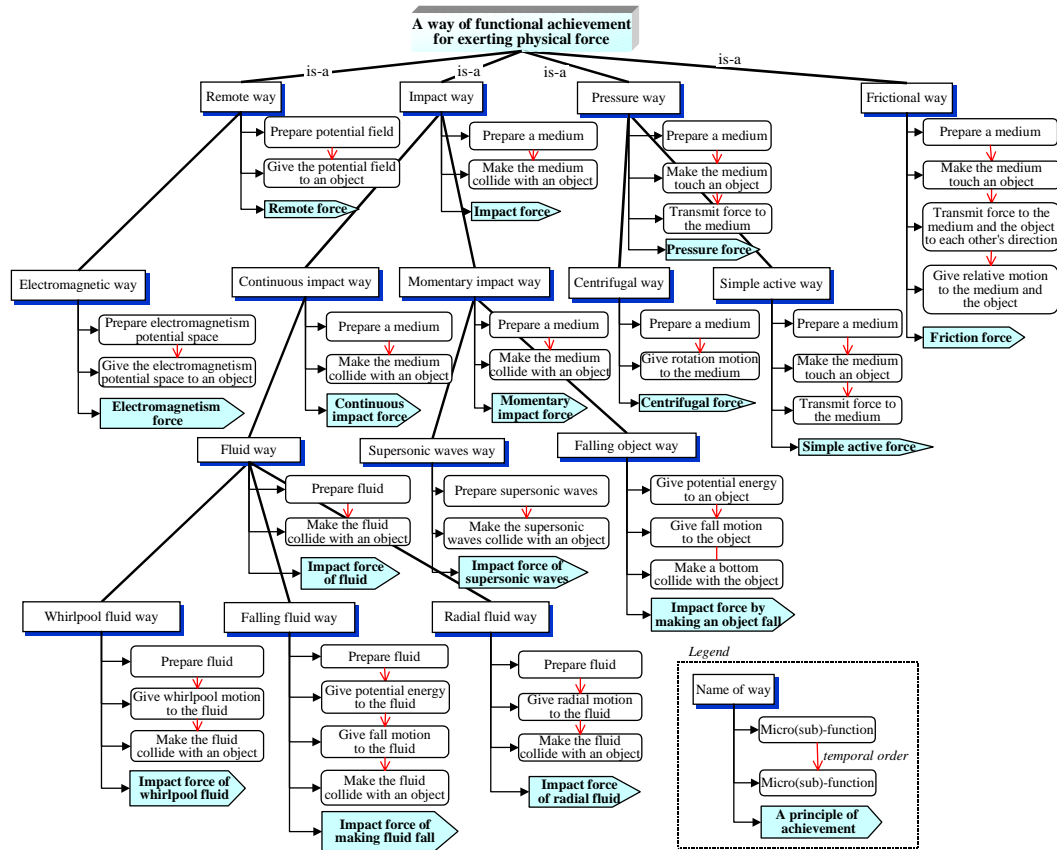 A way of functional achievement
for exerting physical force
is-a
is-a
is-a
is-a
Remote way
Prepare potential field
Give the potential field
to an object
Remote force
Impact way
Prepare a medium
Make the medium
collide with an object
Impact force
Pressure way
Prepare a medium
Make the medium
touch an object
Transmit force to
the medium
Pressure force
Frictional way
Prepare a medium
Make the medium
touch an object
Transmit force to the
medium and the object
to each other's direction
Give relative motion
to the medium and
the object
Friction force
Electromagnetic way
Prepare electromagnetism
potential space
Give the electromagnetism
potential space to an object
Electromagnetism
force
Continuous impact way
Prepare a medium
Make the medium
collide with an object
Continuous
impact force
Momentary impact way
Prepare a medium
Make the medium
collide with an object
Momentary
impact force
Centrifugal way
Prepare a medium
Give rotation motion
to the medium
Centrifugal force
Simple active way
Prepare a medium
Make the medium
touch an object
Transmit force to
the medium
Simple active force
Fluid way
Prepare fluid
Make the fluid
collide with an object
Impact force
of fluid
Supersonic waves way
Prepare supersonic waves
Make the supersonic
waves collide with an object
Impact force of
supersonic waves
Falling object way
Give potential energy
to an object
Give fall motion
to the object
Make a bottom
collide with the object
Impact force by
making an object fall
Whirlpool fluid way
Prepare fluid
Give whirlpool motion
to the fluid
Make the fluid
collide with an object
Impact force of
whirlpool fluid
Falling fluid way
Prepare fluid
Give potential energy
to the fluid
Give fall motion
to the fluid
Make the fluid
collide with an object
Impact force of
making fluid fall
Radial fluid way
Prepare fluid
Give radial motion
to the fluid
Make the fluid
collide with an object
Impact force
of radial fluid
Legend
Name of way
Micro(sub)-function
temporal order
Micro(sub)-function
A principle of
achievement